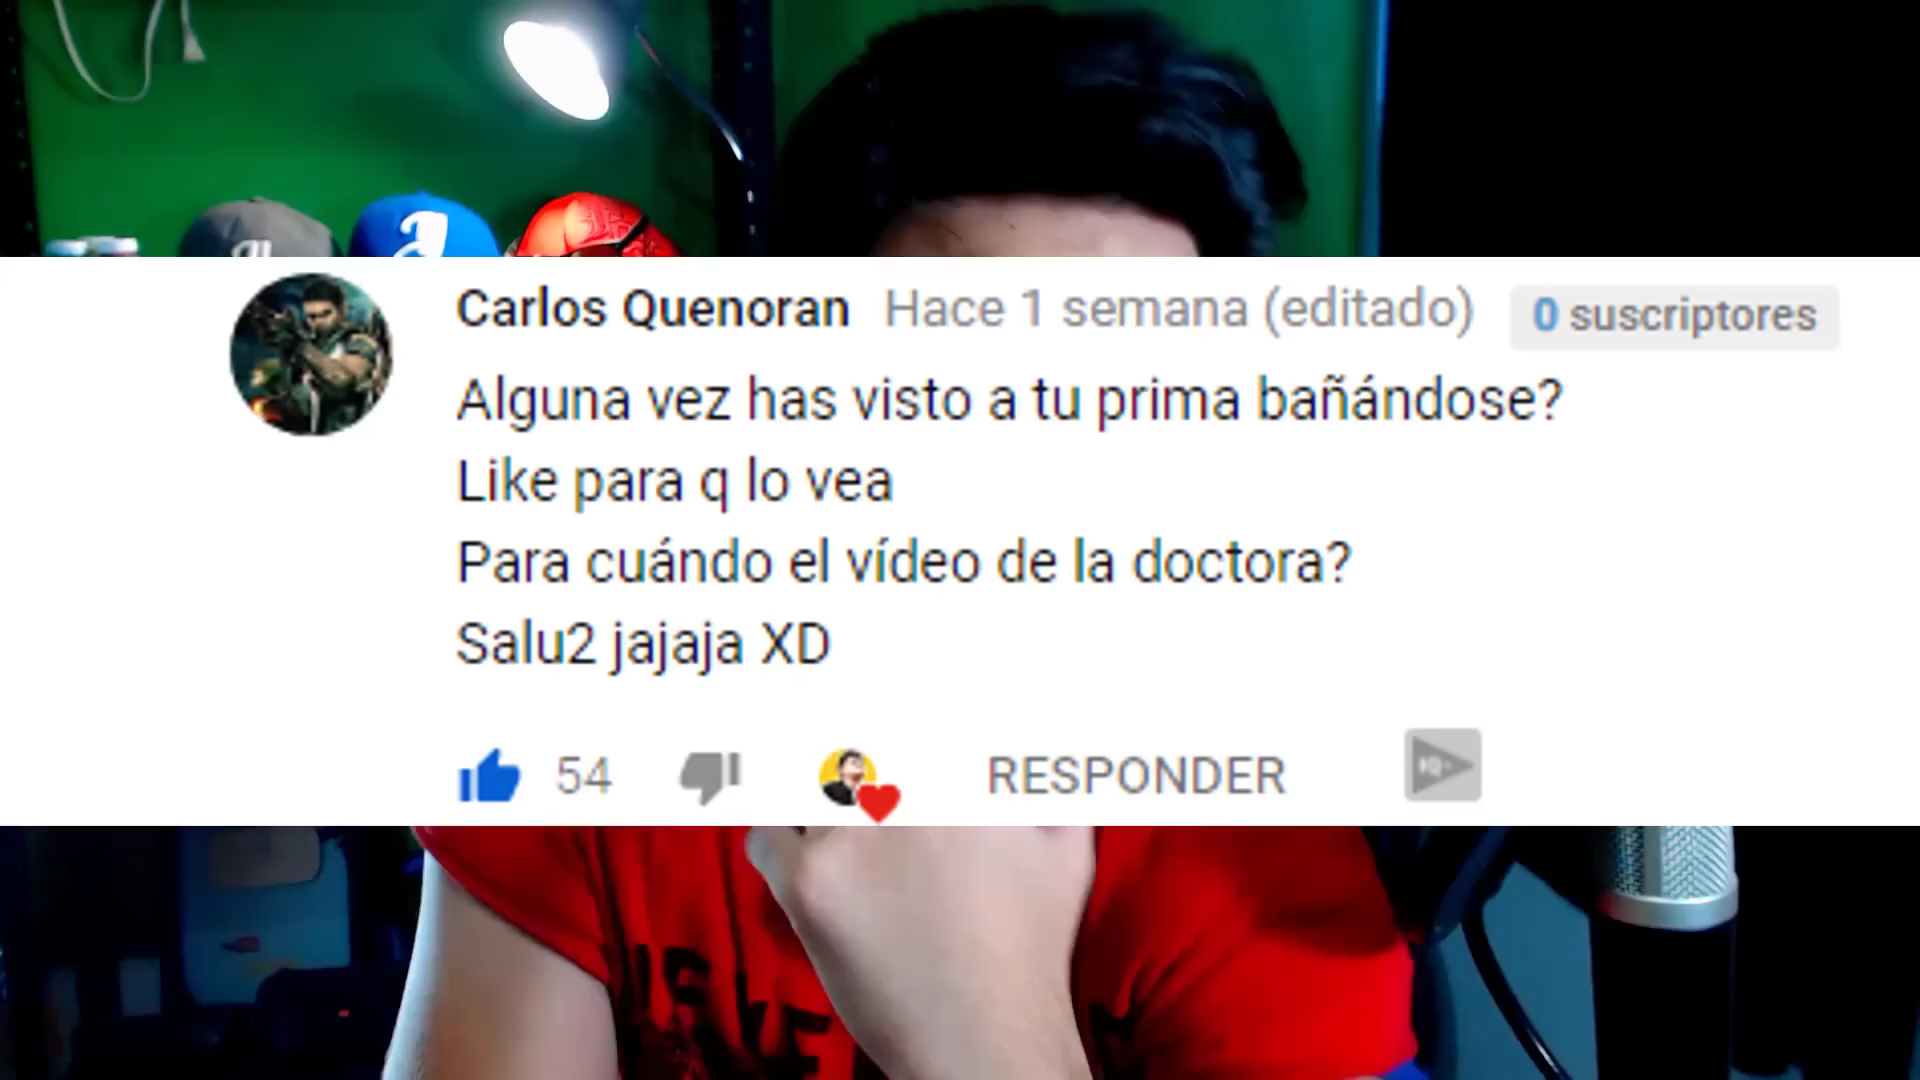 Carlos Quenoran Hace 1 semana (editado) 0 suscriptores
Alguna vez has visto a tu prima bañándose?
Like para q lo vea
Para cuándo el vídeo de la doctora?
Salu2 jajaja XD
54 RESPONDER